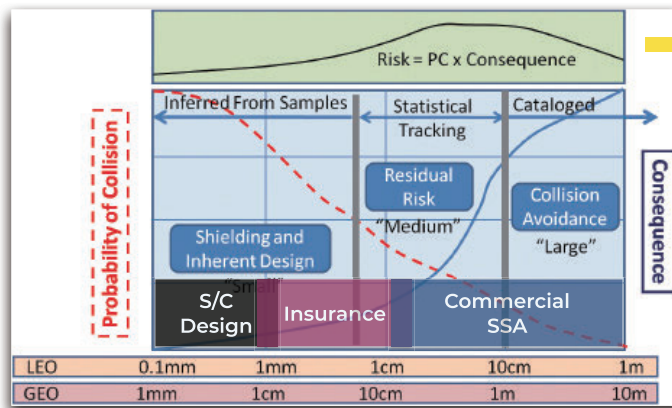 Risk = PC x Consequence
Inferred From Samples
Statistical
Tracking
Cataloged
Probability of Collision
Consequence
Residual
Risk
"Medium"
Collision
Avoidance
"Large"
Shielding and
Inherent Design
"Small"
S/C
Design
Insurance
Commercial
SSA
LEO 0.1mm 1mm 1cm 10cm 1m
GEO 1mm 1cm 10cm 1m 10m